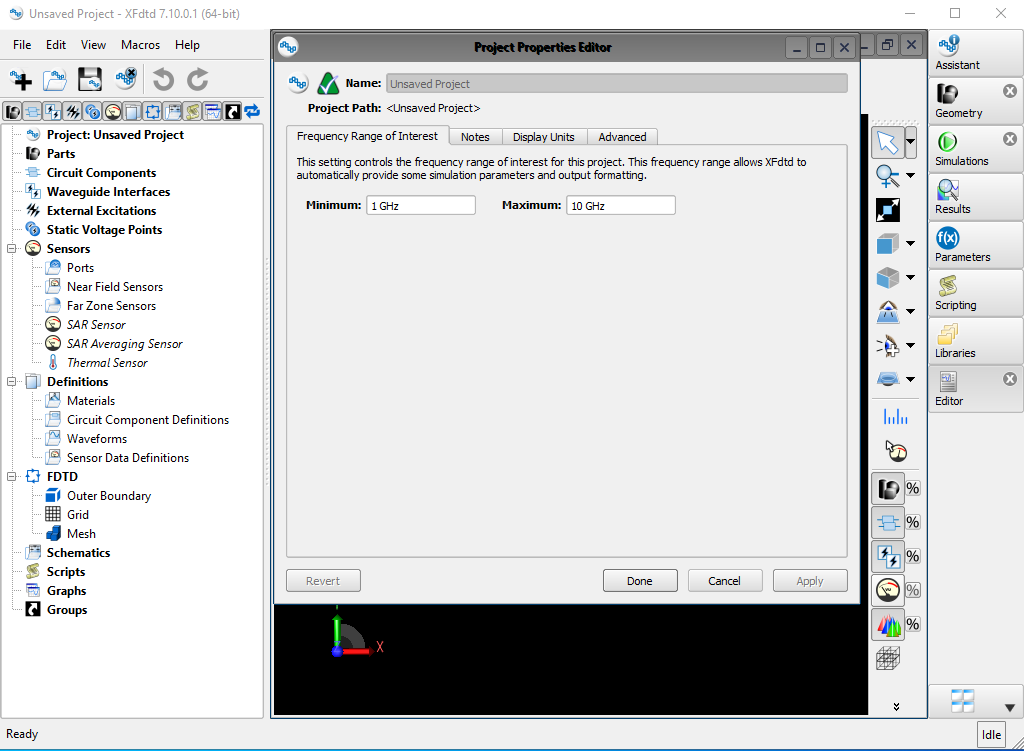 Unsaved Project - XFdtd 7.10.0.1 (64-bit)
File Edit View Macros Help
Project: Unsaved Project
Parts
Circuit Components
Waveguide Interfaces
External Excitations
Static Voltage Points
Sensors
Ports
Near Field Sensors
Far Zone Sensors
SAR Sensor
SAR Averaging Sensor
Thermal Sensor
Definitions
Materials
Circuit Component Definitions
Waveforms
Sensor Data Definitions
FDTD
Outer Boundary
Grid
Mesh
Schematics
Scripts
Graphs
Groups
Project Properties Editor
Name: Unsaved Project
Project Path: <Unsaved Project>
Frequency Range of Interest Notes Display Units Advanced
This setting controls the frequency range of interest for this project. This frequency range allows XFdtd to
automatically provide some simulation parameters and output formatting.
Minimum: 1 GHz Maximum: 10 GHz
Revert Done Cancel Apply
X
%
%
%
%
%
Assistant
Geometry
Simulations
Results
f(x)
Parameters
Scripting
Libraries
Editor
Ready Idle